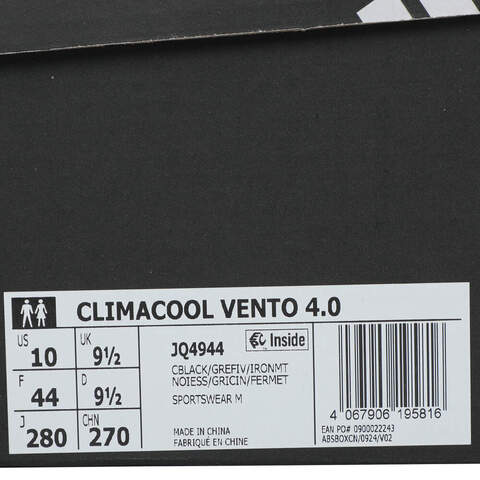 CLIMACOOL VENTO 4.0
US 10 UK 9½
F 44 D 9½
J 280 CHN 270
JQ4944
Inside
CBLACK/GREFIV/IRONMT
NOIESS/GRICIN/FERMET
SPORTSWEAR M
MADE IN CHINA
FABRIQUÉ EN CHINE
4 067906 195816
EAN PO# 0900022243
ABSBOXCN/0924/V02